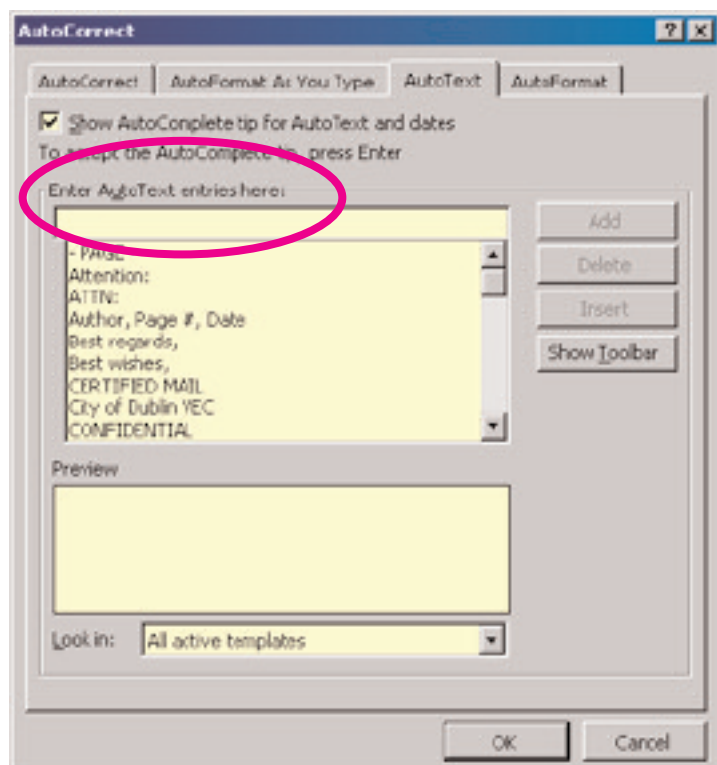 AutoCorrect
AutoCorrect AutoFormat As You Type AutoText AutoFormat
Show AutoComplete tip for AutoText and dates
To accept the AutoComplete tip, press Enter
Enter AutoText entries here:
Add
- PAGE
Attention:
Delete
ATTN:
Author, Page #, Date
Insert
Best regards,
Best wishes,
Show Toolbar
CERTIFIED MAIL
City of Dublin VEC
CONFIDENTIAL
Preview
Look in: All active templates
OK Cancel